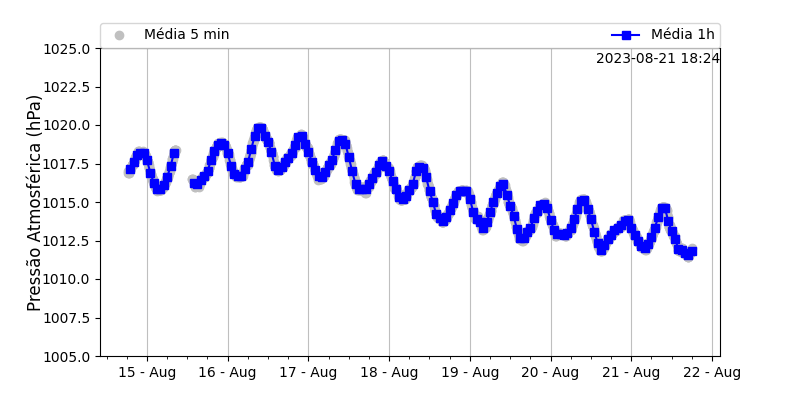 Média 5 min
Média 1h
2023-08-21 18:24
Pressão Atmosférica (hPa)
1025.0
1022.5
1020.0
1017.5
1015.0
1012.5
1010.0
1007.5
1005.0
15 - Aug
16 - Aug
17 - Aug
18 - Aug
19 - Aug
20 - Aug
21 - Aug
22 - Aug